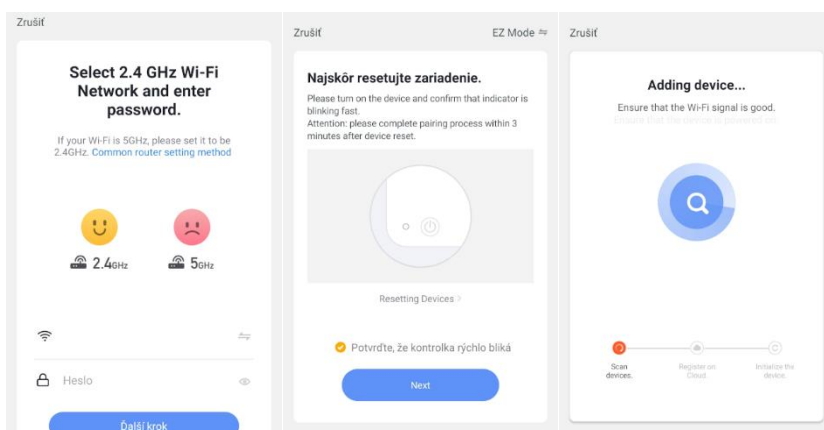 Zrušiť
Select 2.4 GHz Wi-Fi
Network and enter
password.
If your Wi-Fi is 5GHz, please set it to be
2.4GHz. Common router setting method
2.4GHz
5GHz
Heslo
Ďalší krok
Zrušiť
EZ Mode
Najskôr resetujte zariadenie.
Please turn on the device and confirm that indicator is
blinking fast.
Attention: please complete pairing process within 3
minutes after device reset.
Resetting Devices >
Potvrďte, že kontrolka rýchlo bliká
Next
Zrušiť
Adding device...
Ensure that the Wi-Fi signal is good.
Ensure that the device is powered on.
Scan
devices.
Register on
Cloud.
Initialize the
device.